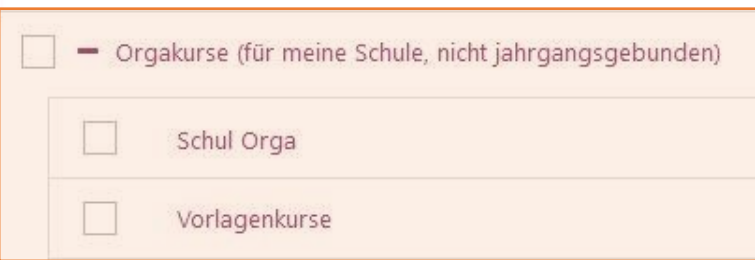 Orgakurse (für meine Schule, nicht jahrgangsgebunden)
Schul Orga
Vorlagenkurse